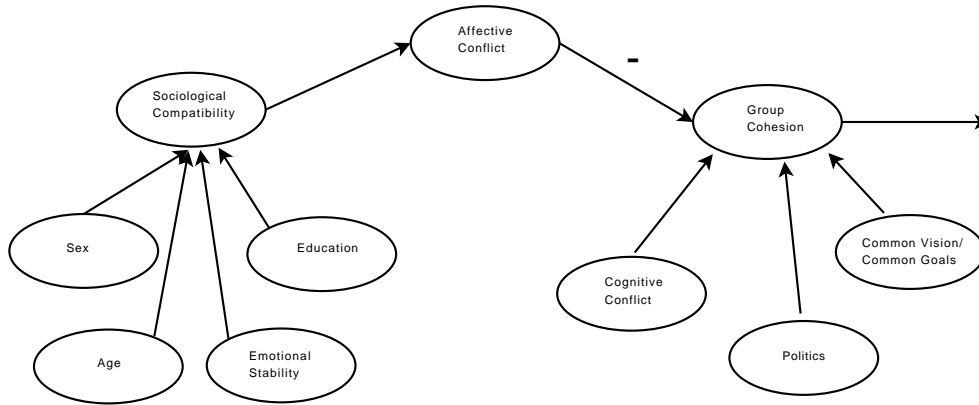 Affective
Conflict
-
Sociological
Compatibility
Group
Cohesion
Sex
Education
Common Vision/
Common Goals
Cognitive
Conflict
Age
Emotional
Stability
Politics